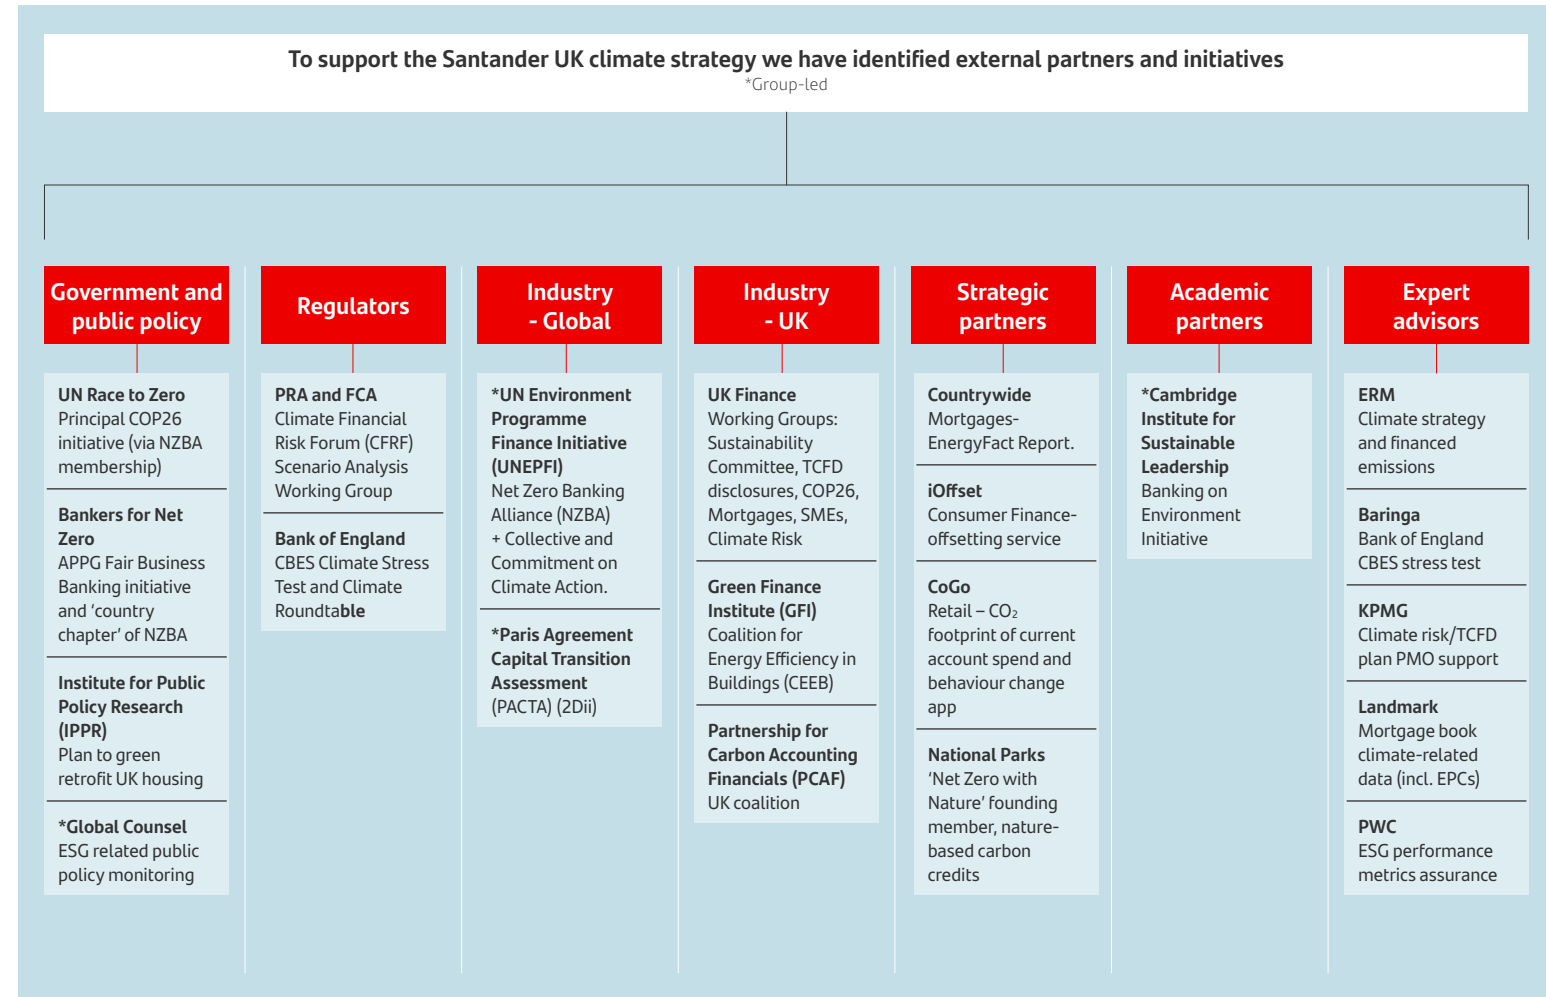 To support the Santander UK climate strategy we have identified external partners and initiatives
*Group-led
Government and
public policy
UN Race to Zero
Principal COP26
initiative (via NZBA
membership)
Bankers for Net
Zero
APPG Fair Business
Banking initiative
and ‘country
chapter’ of NZBA
Institute for Public
Policy Research
(IPPR)
Plan to green
retrofit UK housing
*Global Counsel
ESG related public
policy monitoring
Regulators
PRA and FCA
Climate Financial
Risk Forum (CFRF)
Scenario Analysis
Working Group
Bank of England
CBES Climate Stress
Test and Climate
Roundtable
Industry
- Global
*UN Environment
Programme
Finance Initiative
(UNEPFI)
Net Zero Banking
Alliance (NZBA)
+ Collective and
Commitment on
Climate Action.
*Paris Agreement
Capital Transition
Assessment
(PACTA) (2Dii)
Industry
- UK
UK Finance
Working Groups:
Sustainability
Committee, TCFD
disclosures, COP26,
Mortgages, SMEs,
Climate Risk
Green Finance
Institute (GFI)
Coalition for
Energy Efficiency in
Buildings (CEEB)
Partnership for
Carbon Accounting
Financials (PCAF)
UK coalition
Strategic
partners
Countrywide
Mortgages-
EnergyFact Report.
iOffset
Consumer Finance-
offsetting service
CoGo
Retail – CO₂
footprint of current
account spend and
behaviour change
app
National Parks
‘Net Zero with
Nature’ founding
member, nature-
based carbon
credits
Academic
partners
*Cambridge
Institute for
Sustainable
Leadership
Banking on
Environment
Initiative
Expert
advisors
ERM
Climate strategy
and financed
emissions
Baringa
Bank of England
CBES stress test
KPMG
Climate risk/TCFD
plan PMO support
Landmark
Mortgage book
climate-related
data (incl. EPCs)
PWC
ESG performance
metrics assurance